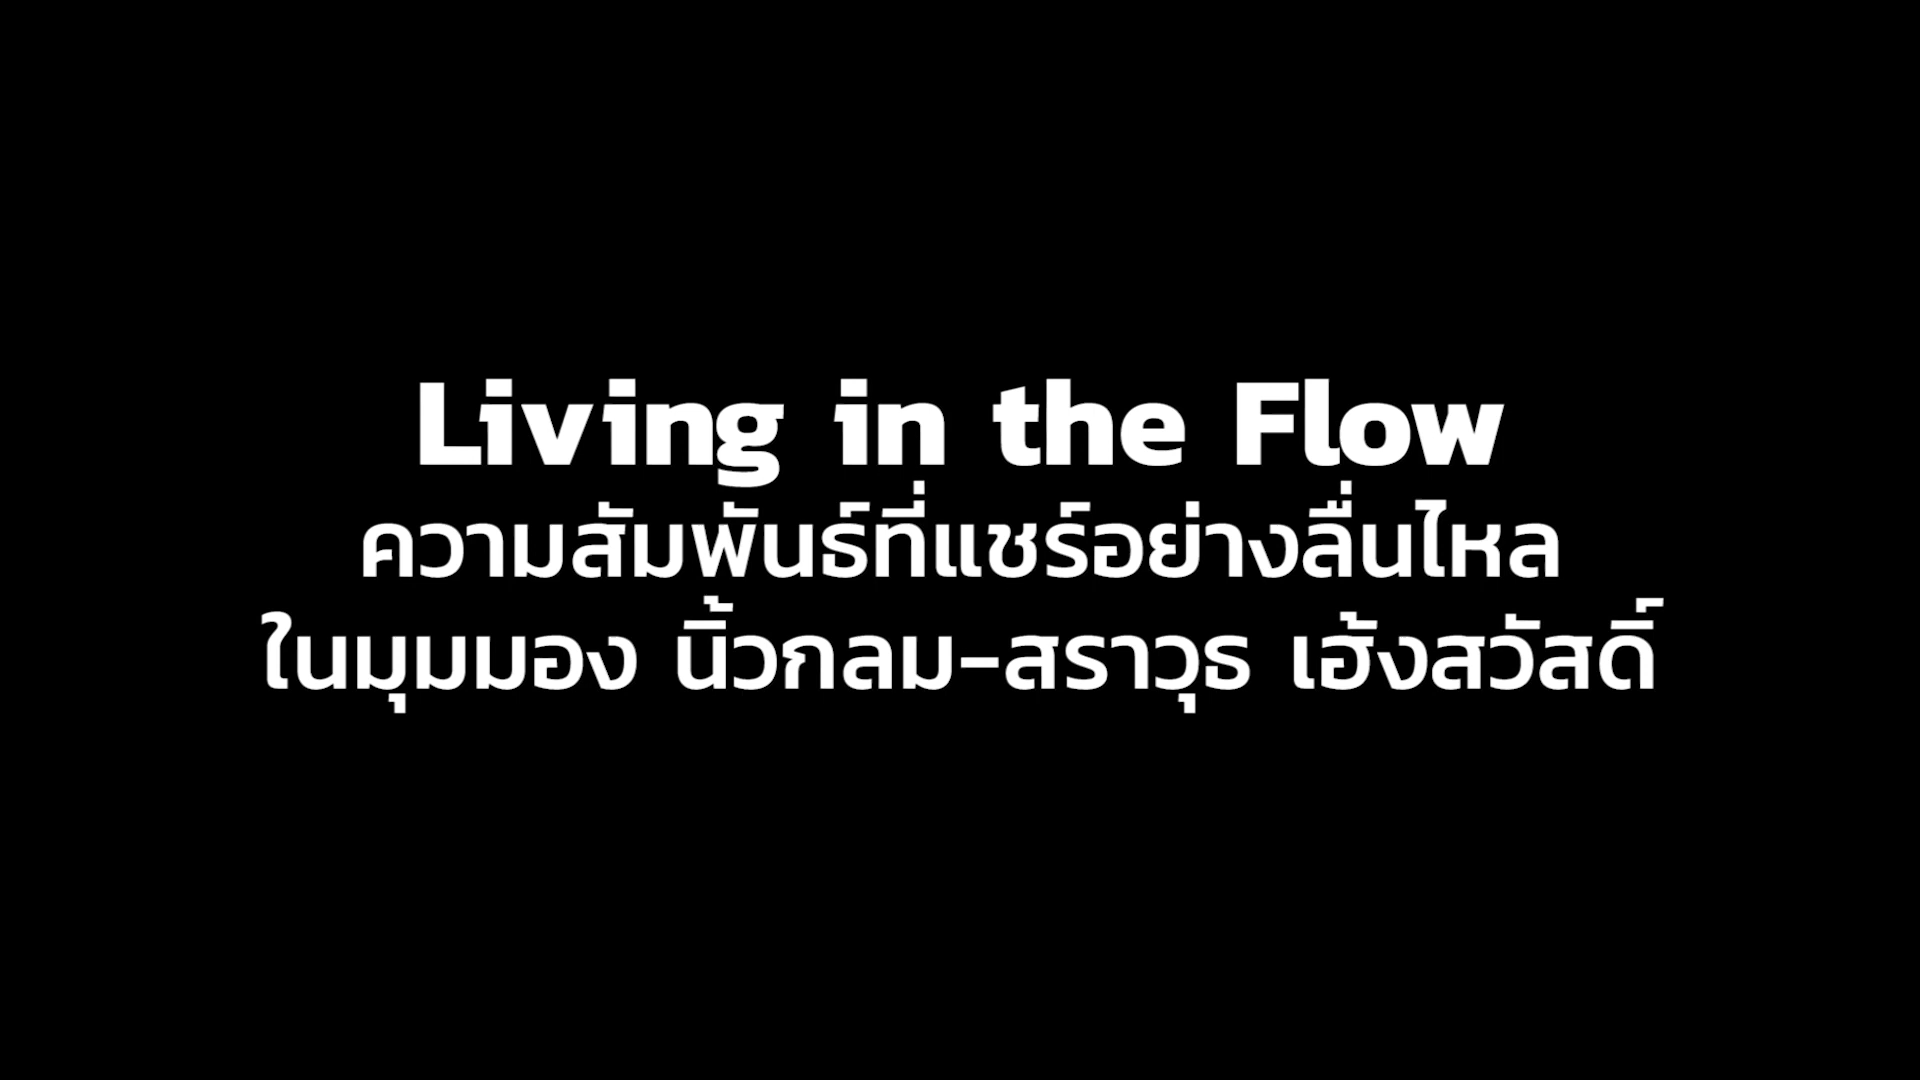 Living in the Flow
ความสัมพันธ์ที่แชร์อย่างลื่นไหล
ในมุมมอง นิ้วกลม-สราวุธ เฮ้งสวัสดิ์